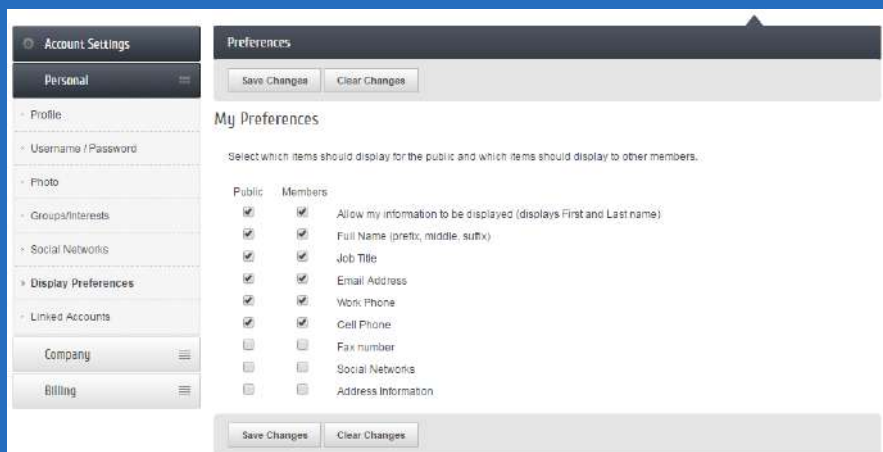 Account Settings
Personal
Profile
Username / Password
Photo
Groups/Interests
Social Networks
Display Preferences
Linked Accounts
Company
Billing
Preferences
Save Changes Clear Changes
My Preferences
Select which items should display for the public and which items should display to other members.
Public Members
Allow my information to be displayed (displays First and Last name)
Full Name (prefix, middle, suffix)
Job Title
Email Address
Work Phone
Cell Phone
Fax number
Social Networks
Address Information
Save Changes Clear Changes